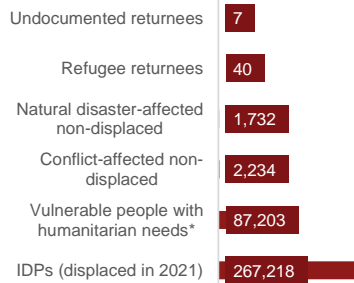 Undocumented returnees
7
Refugee returnees
40
Natural disaster-affected
non-displaced
1,732
Conflict-affected non-
displaced
2,234
Vulnerable people with
humanitarian needs*
87,203
IDPs (displaced in 2021)
267,218